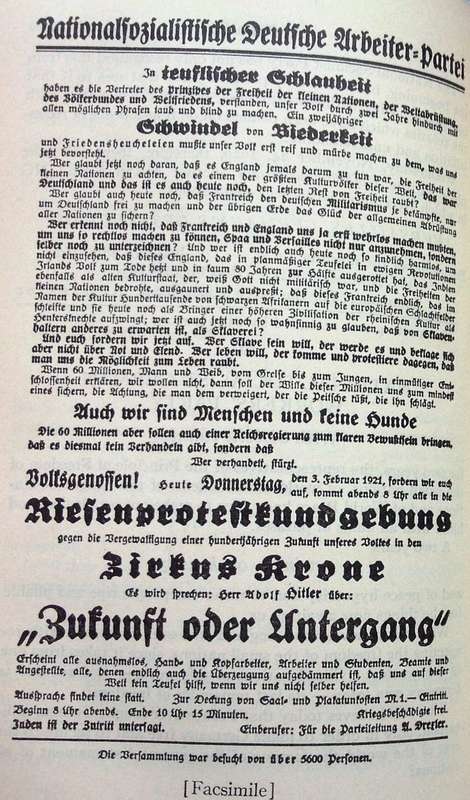 Nationalsozialistische Deutsche Arbeiter-Partei
In teuflischer Schlauheit
haben es die Vertreter des Prinzipes der Freiheit der kleinen Nationen, der Weltabrüstung,
des Völkerbundes und Weltfriedens, verstanden, unser Volk durch zwei Jahre hindurch mit
allen möglichen Phrasen taub und blind zu machen. Ein zweijähriger
Schwindel von Biederkeit
und Friedensheucheleien mußte unser Volk erst reif und mürbe machen zu dem, was uns
jetzt bevorsteht.
Wer glaubt jetzt noch daran, daß es England jemals darum zu tun war, die Freiheit der
kleinen Nationen zu achten, da es einem der größten Kulturvölker dieser Welt, das war
Deutschland und das ist es auch heute noch, den letzten Rest von Freiheit raubt?
Wer glaubt auch heute noch, daß Frankreich den deutschen Militarismus je bekämpfte, nur
um Deutschland frei zu machen und der übrigen Erde das Glück der allgemeinen Abrüstung
aller Nationen zu sichern?
Wer erkennt noch nicht, daß Frankreich und England uns ja erst wehrlos machen mußten,
um uns so rechtlos machen zu können, Spaa und Versailles nicht nur anzunehmen, sondern
selber noch zu unterzeichnen? Und wer ist endlich auch heute noch so findlich harmlos, um
nicht einzusehen, daß dieses England, das in planmäßiger Teufelei in ewigen Revolutionen
Irlands Volk zum Tode hetzt und in kaum 80 Jahren zur Hälfte ausgerottet hat, das Indien
ebenfalls als alten Kulturstaat, der, weiß Gott nicht militärisch war, und die Freiheiten der
kleinen Nationen bedrohte, ausgaunert und auspreßt; daß dieses Frankreich endlich, das im
Namen der Kultur Hunderttausende von schwarzen Afrikanern auf die europäischen Schlachtfelder
schleifte und sie heute noch als Bringer einer höheren Zivilisation der rheinischen Kultur als
Henkersknechte aufzwingt; wer ist auch jetzt noch so wahnsinnig zu glauben, daß von Sklaven-
haltern anderes zu erwarten ist, als Sklaverei?
Und euch fordern wir jetzt auf. Wer Sklave sein will, der werde es und beklage sich
aber nicht über Not und Elend. Wer leben will, der komme und protestiere dagegen, daß
man uns die Möglichkeit zum Leben raubt.
Wenn 60 Millionen, Mann und Weib, vom Greise bis zum Jungen, in einmütiger Ent-
schlossenheit erklären, wir wollen nicht, dann soll der Wille dieser Millionen uns zum mindest
eines sichern, die Achtung, die man dem verweigert, der die Peitsche küßt, die ihn schlägt.
Auch wir sind Menschen und keine Hunde
Die 60 Millionen aber sollen auch einer Reichsregierung zum klaren Bewußtsein bringen,
daß es diesmal kein Verhandeln gibt, sondern daß
Wer verhandelt, stürzt.
Volksgenossen! Heute Donnerstag, den 3. Februar 1921, fordern wir euch
auf, kommt abends 8 Uhr alle in die
Riesenprotestkundgebung
gegen die Vergewaltigung einer hundertjährigen Zukunft unseres Volkes in den
Zirkus Krone
Es wird sprechen: Herr Adolf Hitler über:
„Zukunft oder Untergang“
Erscheint alle ausnahmslos, Hand- und Kopfarbeiter, Arbeiter und Studenten, Beamte und
Angestellte, alle, denen endlich auch die Überzeugung aufgedämmert ist, daß uns auf dieser
Welt kein Teufel hilft, wenn wir uns nicht selber helfen.
Aussprache findet keine statt. Zur Deckung von Saal- und Plakatunkosten M.1.— Eintritt.
Beginn 8 Uhr abends. Ende 10 Uhr 15 Minuten. Kriegsbeschädigte frei.
Juden ist der Zutritt untersagt. Einberufer: Für die Parteileitung A. Drexler.
Die Versammlung war besucht von über 5600 Personen.
[Facsimile]